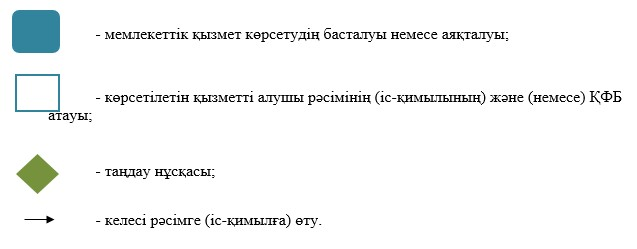 - мемлекеттік қызмет көрсетудің басталуы немесе аяқталуы;
- көрсетілетін қызметті алушы рәсімінің (іс-қимылының) және (немесе) ҚФБ
атауы;
- таңдау нұсқасы;
- келесі рәсімге (іс-қимылға) өту.